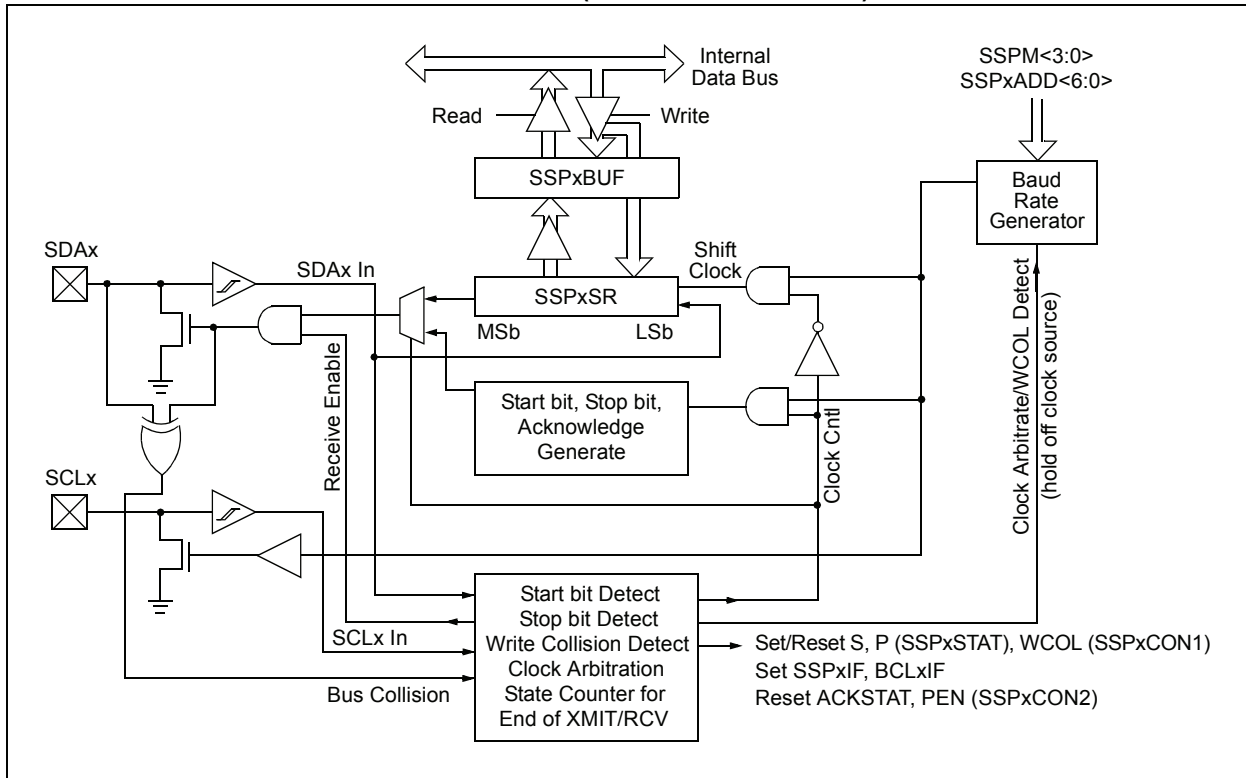 Internal
Data Bus
SSPM<3:0>
SSPxADD<6:0>
Read
Write
SSPxBUF
Baud
Rate
Generator
SDAx
SDAx In
Shift
Clock
SSPxSR
MSb
LSb
Receive Enable
Start bit, Stop bit,
Acknowledge
Generate
Clock Cntl
Clock Arbitrate/WCOL Detect
(hold off clock source)
SCLx
SCLx In
Bus Collision
Start bit Detect
Stop bit Detect
Write Collision Detect
Clock Arbitration
State Counter for
End of XMIT/RCV
Set/Reset S, P (SSPxSTAT), WCOL (SSPxCON1)
Set SSPxIF, BCLxIF
Reset ACKSTAT, PEN (SSPxCON2)